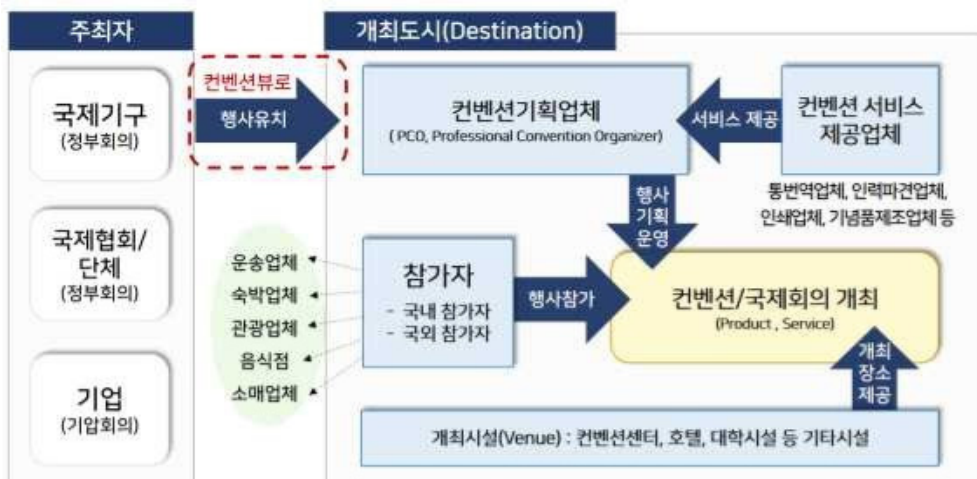 주최자
국제기구
(정부회의)
국제협회/
단체
(정부회의)
기업
(기압회의)
컨벤션뷰로
행사유치
개최도시(Destination)
컨벤션기획업체
( PCO, Professional Convention Organizer)
서비스 제공
컨벤션 서비스
제공업체
통번역업체, 인력파견업체,
인쇄업체, 기념품제조업체 등
행사
기획
운영
운송업체
숙박업체
관광업체
음식점
소매업체
참가자
- 국내 참가자
- 국외 참가자
행사참가
컨벤션/국제회의 개최
(Product , Service)
개최
장소
제공
개최시설(Venue) : 컨벤션센터, 호텔, 대학시설 등 기타시설